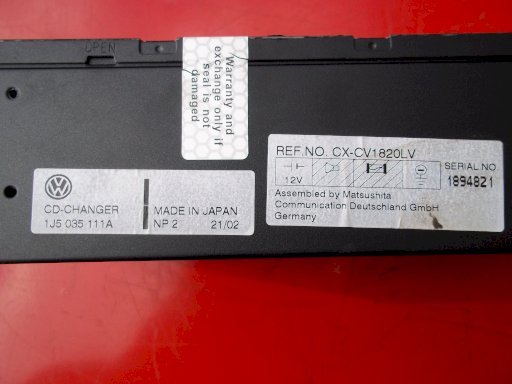 OPEN
Warranty and
exchange only if
seal is not
damaged
REF.NO. CX-CV1820LV
12V
SERIAL NO
1894821
Assembled by Matsushita
Communication Deutschland GmbH
Germany
CD-CHANGER
1J5 035 111A
MADE IN JAPAN
NP 2 21/02